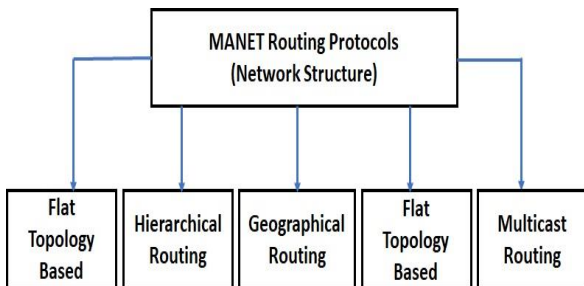 MANET Routing Protocols
(Network Structure)
Flat
Topology
Based
Hierarchical
Routing
Geographical
Routing
Flat
Topology
Based
Multicast
Routing